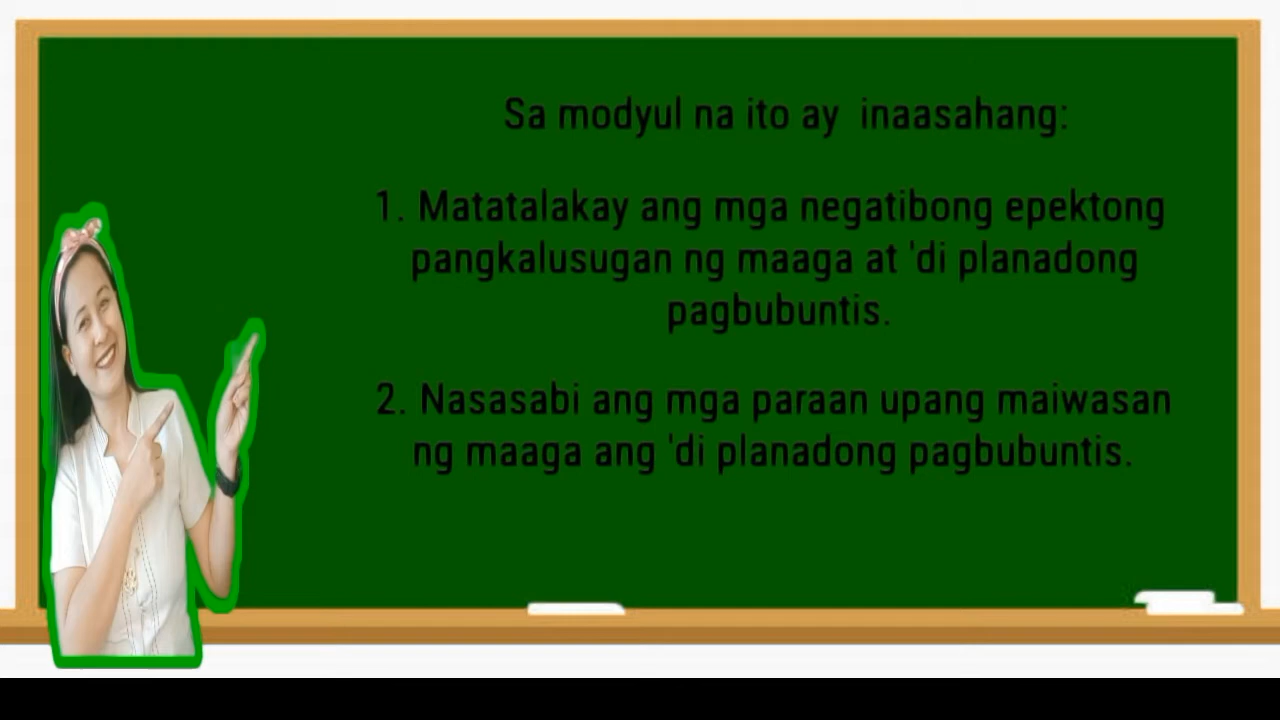 Sa modyul na ito ay inaasahang:
1. Matatalakay ang mga negatibong epektong
pangkalusugan ng maaga at 'di planadong
pagbubuntis.
2. Nasasabi ang mga paraan upang maiwasan
ng maaga ang 'di planadong pagbubuntis.